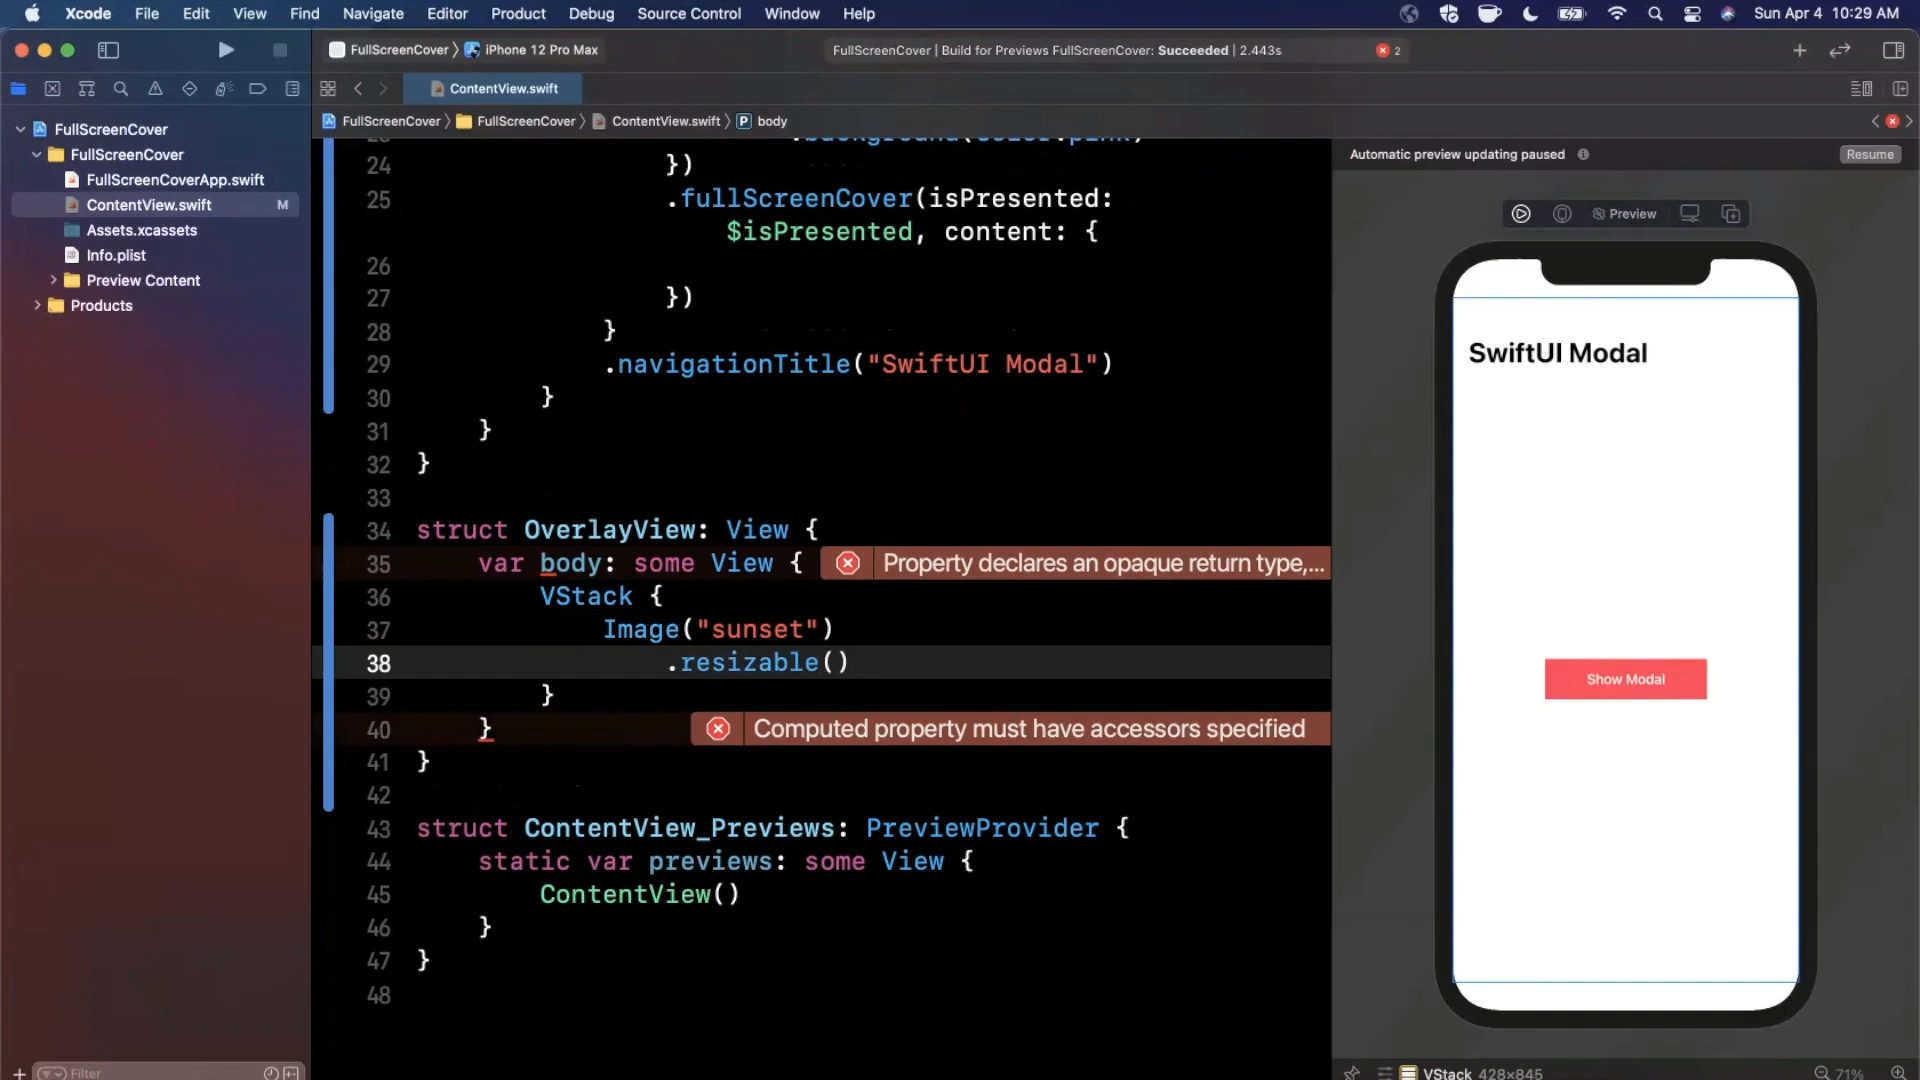 Xcode File Edit View Find Navigate Editor Product Debug Source Control Window Help Sun Apr 4 10:29 AM
FullScreenCover iPhone 12 Pro Max FullScreenCover | Build for Previews FullScreenCover: Succeeded | 2.443s 2
ContentView.swift
FullScreenCover FullScreenCover ContentView.swift P body
FullScreenCover
FullScreenCover
FullScreenCoverApp.swift
ContentView.swift M
Assets.xcassets
Info.plist
Preview Content
Products
Filter
.background(Color.pink)
24 })
25 .fullScreenCover(isPresented:
$isPresented, content: {
26
27 })
28 }
29 .navigationTitle("SwiftUI Modal")
30 }
31 }
32 }
33
34 struct OverlayView: View {
35 var body: some View { Property declares an opaque return type,...
36 VStack {
37 Image("sunset")
38 .resizable()
39 }
40 } Computed property must have accessors specified
41 }
42
43 struct ContentView_Previews: PreviewProvider {
44 static var previews: some View {
45 ContentView()
46 }
47 }
48
Automatic preview updating paused Resume
Preview
SwiftUI Modal
Show Modal
VStack 428x845 71%